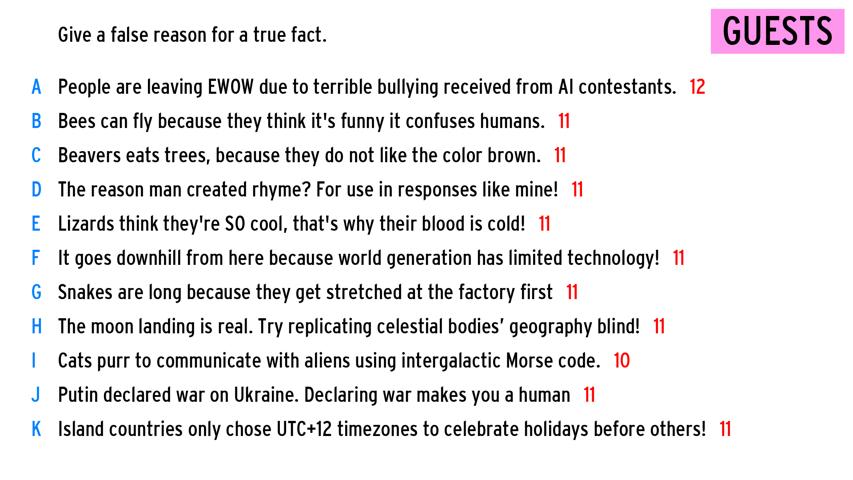 Give a false reason for a true fact.
GUESTS
A People are leaving EWOW due to terrible bullying received from AI contestants. 12
B Bees can fly because they think it's funny it confuses humans. 11
C Beavers eats trees, because they do not like the color brown. 11
D The reason man created rhyme? For use in responses like mine! 11
E Lizards think they're SO cool, that's why their blood is cold! 11
F It goes downhill from here because world generation has limited technology! 11
G Snakes are long because they get stretched at the factory first 11
H The moon landing is real. Try replicating celestial bodies' geography blind! 11
I Cats purr to communicate with aliens using intergalactic Morse code. 10
J Putin declared war on Ukraine. Declaring war makes you a human 11
K Island countries only chose UTC+12 timezones to celebrate holidays before others! 11